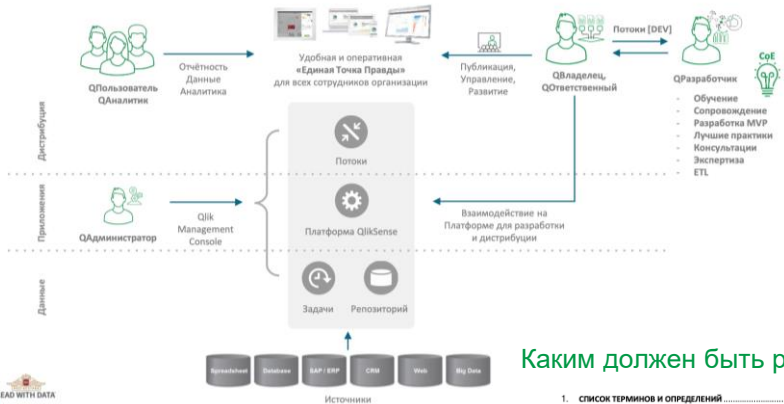 Потоки [DEV]
CoE
QПользователь
QАналитик
Отчётность
Данные
Аналитика
Удобная и оперативная
«Единая Точка Правды»
для всех сотрудников организации
Публикация,
Управление,
Развитие
QВладелец,
QОтветственный
QРазработчик
- Обучение
- Сопровождение
- Разработка MVP
- Лучшие практики
- Консультации
- Экспертиза
- ETL
Дистрибуция
Потоки
Приложения
QАдминистратор
Qlik
Management
Console
Платформа QlikSense
Взаимодействие на
Платформе для разработки
и дистрибуции
Данные
Задачи
Репозиторий
Spreadsheet
Database
SAP / ERP
CRM
Web
Big Data
Источники
EAD WITH DATA
Каким должен быть р
1. СПИСОК ТЕРМИНОВ И ОПРЕДЕЛЕНИЙ